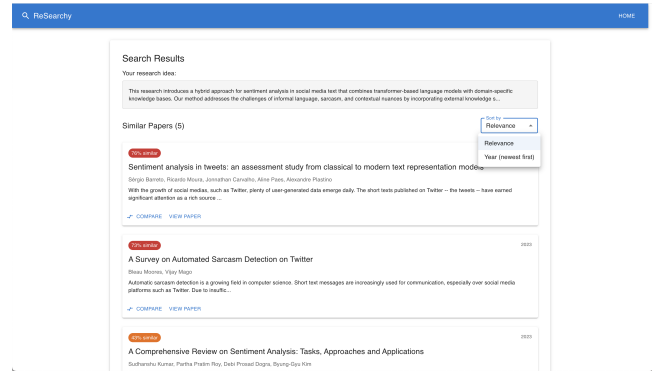 ReSearchy
HOME
Search Results
Your research idea:
This research introduces a hybrid approach for sentiment analysis in social media text that combines transformer-based language models with domain-specific
knowledge bases. Our method addresses the challenges of informal language, sarcasm, and contextual nuances by incorporating external knowledge s...
Similar Papers (5)
Sort by
Relevance
Relevance
Year (newest first)
76% similar
Sentiment analysis in tweets: an assessment study from classical to modern text representation models
Sérgio Barreto, Ricardo Moura, Jonnathan Carvalho, Aline Paes, Alexandre Plastino
With the growth of social medias, such as Twitter, plenty of user-generated data emerge daily. The short texts published on Twitter -- the tweets -- have earned
significant attention as a rich source ...
COMPARE VIEW PAPER
73% similar
2023
A Survey on Automated Sarcasm Detection on Twitter
Bleau Moores, Vijay Mago
Automatic sarcasm detection is a growing field in computer science. Short text messages are increasingly used for communication, especially over social media
platforms such as Twitter. Due to insuffic...
COMPARE VIEW PAPER
43% similar
2023
A Comprehensive Review on Sentiment Analysis: Tasks, Approaches and Applications
Sudhanshu Kumar, Partha Pratim Roy, Debi Prosad Dogra, Byung-Gyu Kim